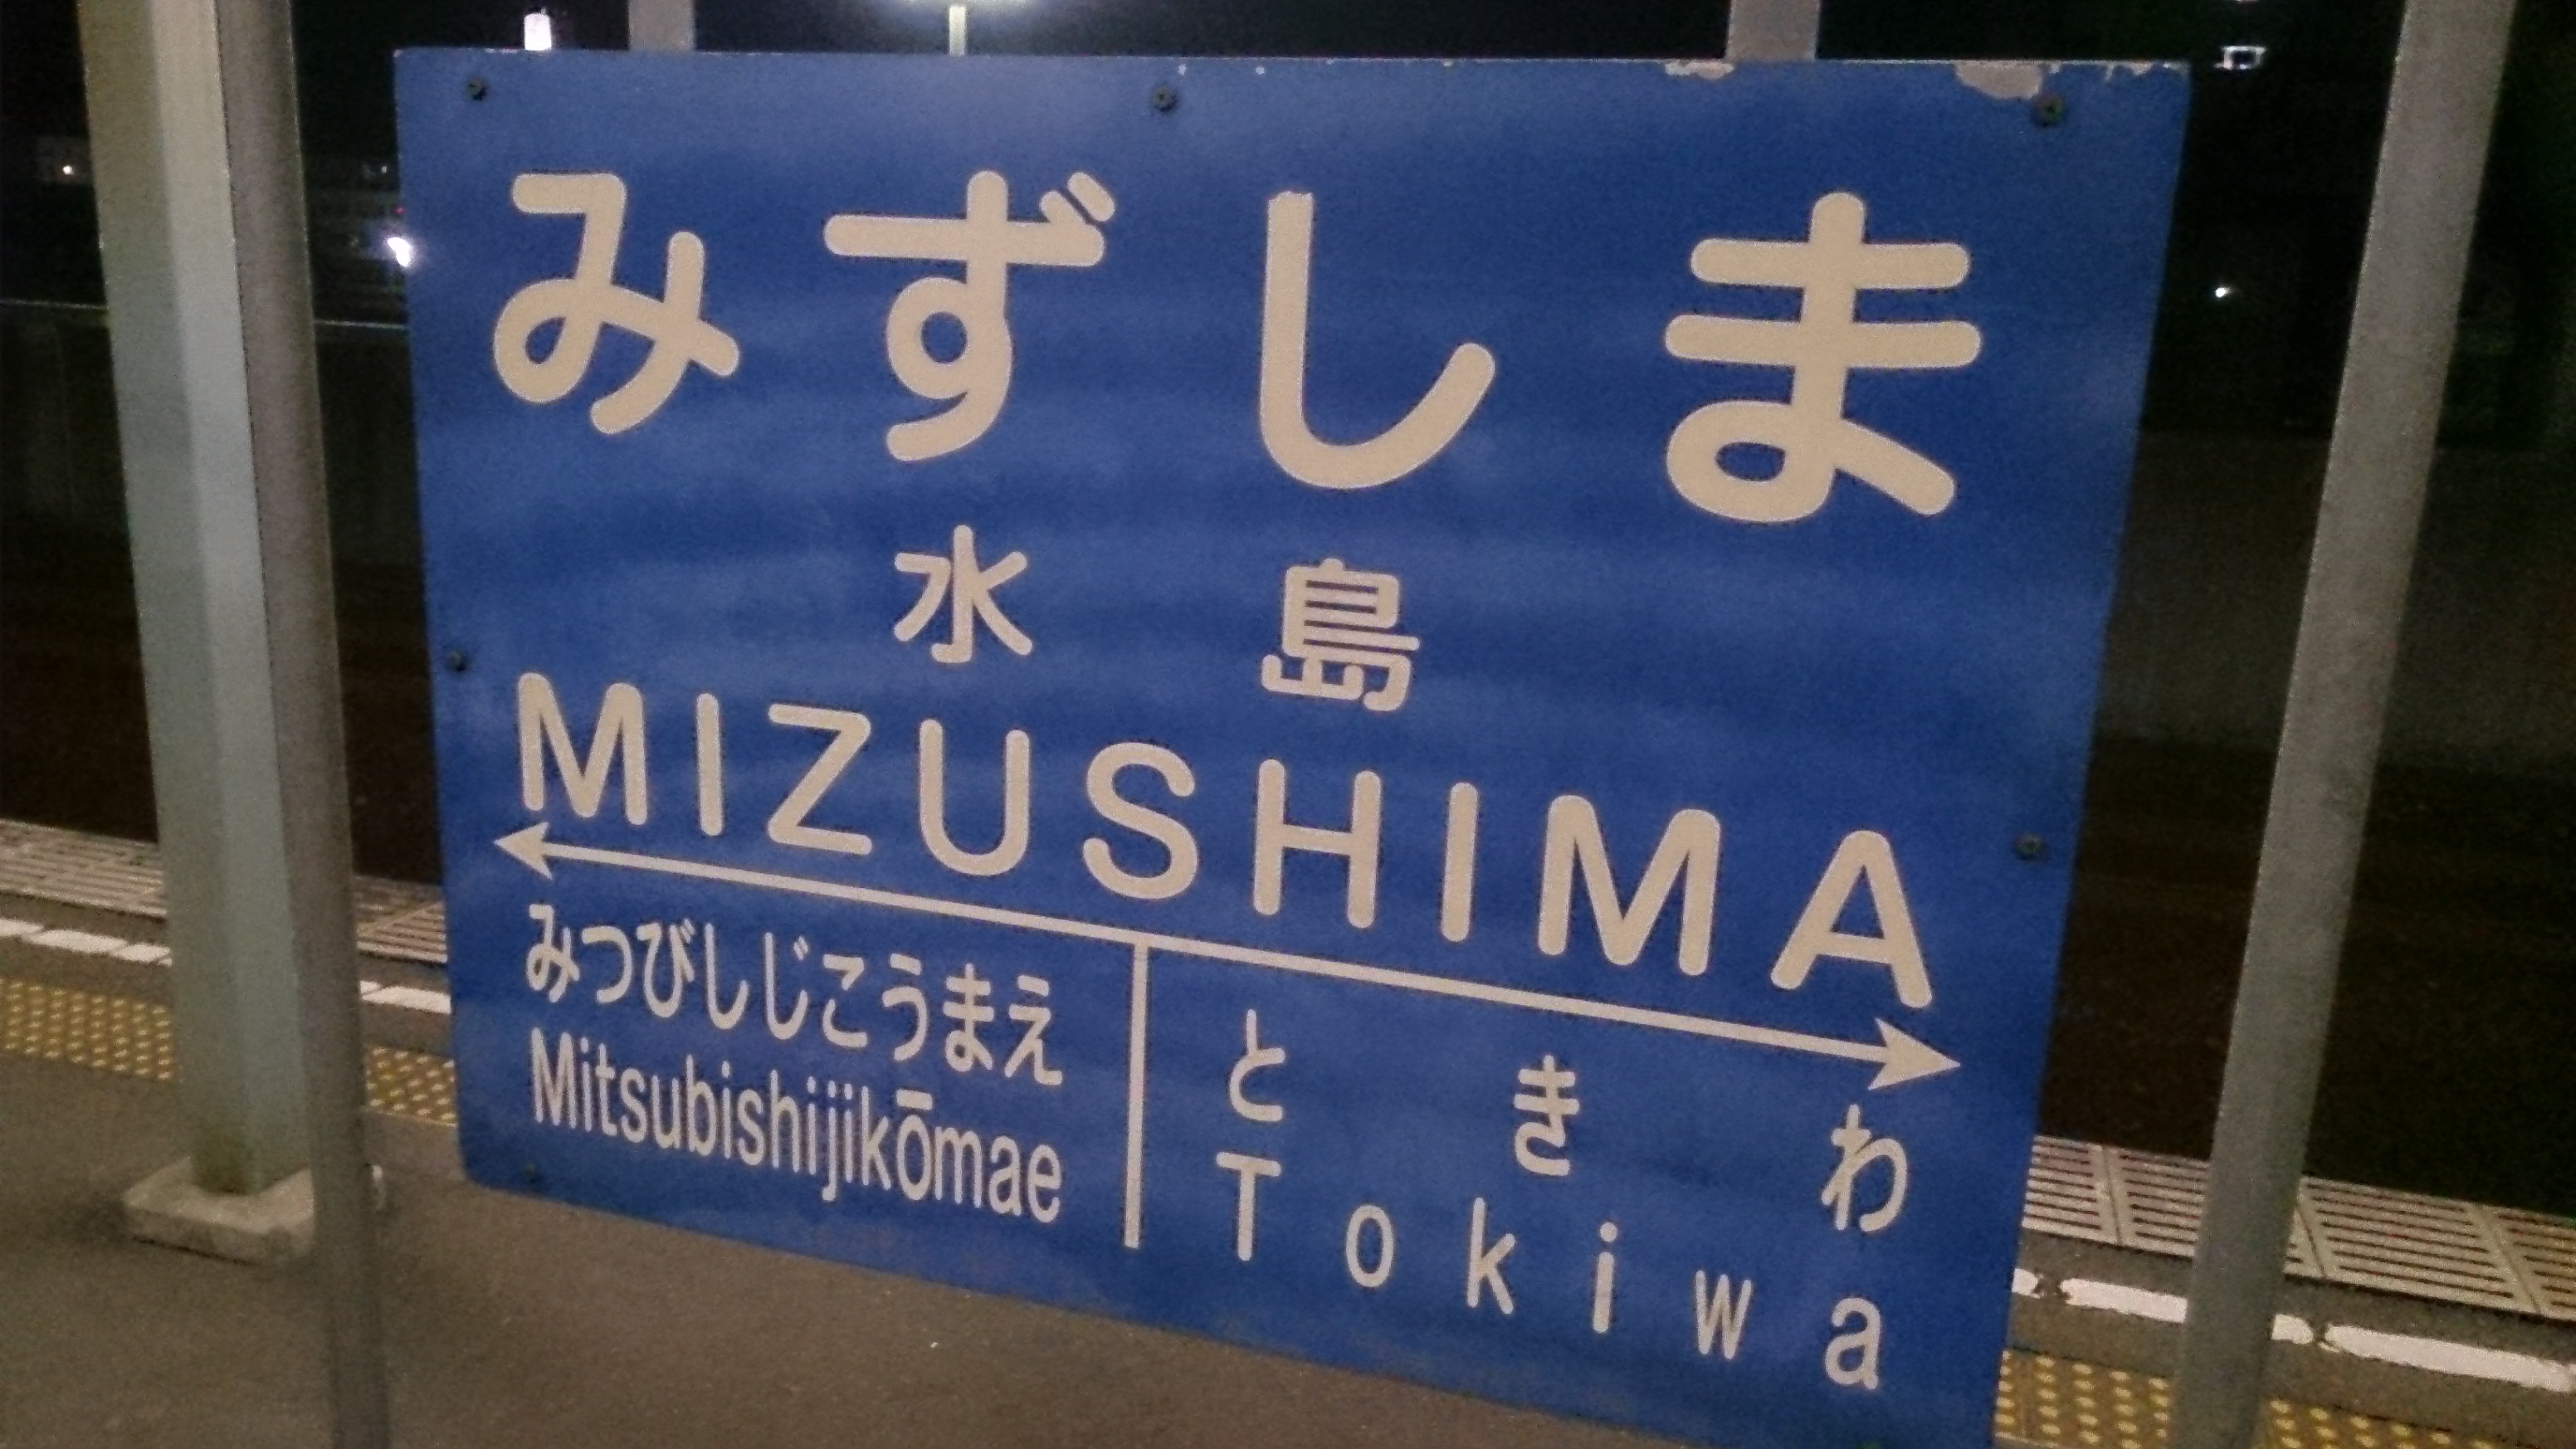 みずしま
水島
MIZUSHIMA
みつびしじこうまえ
Mitsubishijikōmae
ときわ
Tokiwa